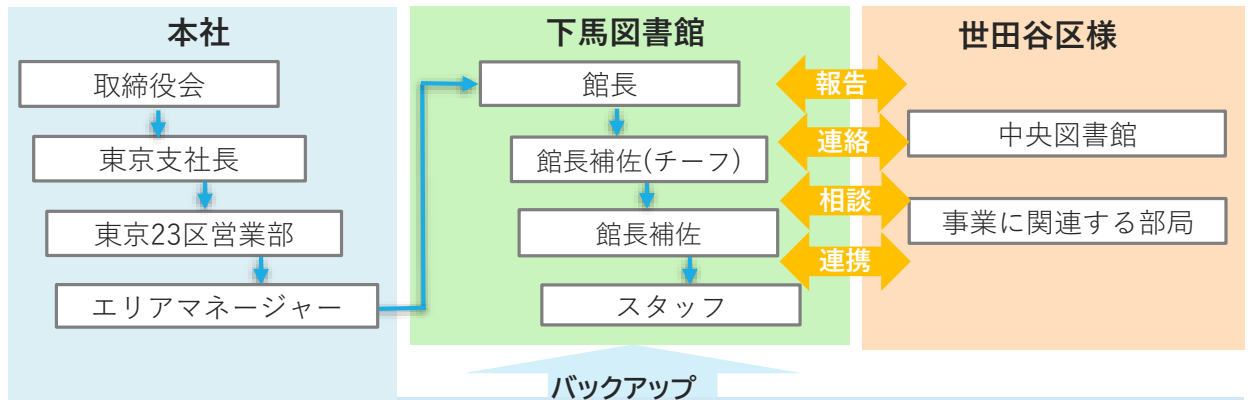 本社
取締役会
東京支社長
東京23区営業部
エリアマネージャー
下馬図書館
館長
館長補佐(チーフ)
館長補佐
スタッフ
報告
連絡
相談
連携
世田谷区様
中央図書館
事業に関連する部局
バックアップ